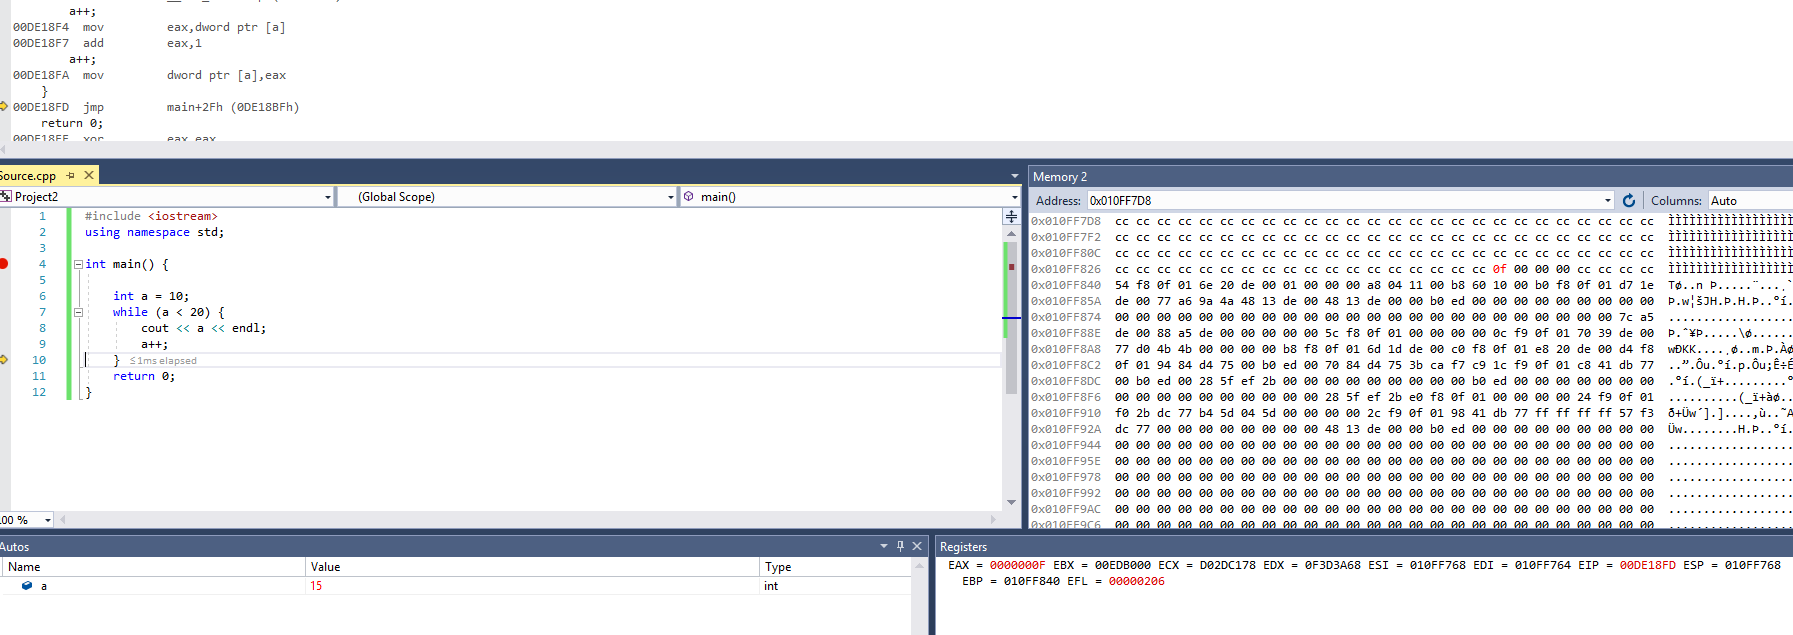 a++;
00DE18F4 mov eax,dword ptr [a]
00DE18F7 add eax,1
a++;
00DE18FA mov dword ptr [a],eax
}
00DE18FD jmp main+2Fh (0DE18BFh)
return 0;
00DE18FF xor eax,eax
Source.cpp
Project2 (Global Scope) main()
1 #include <iostream>
2 using namespace std;
3
4 int main() {
5
6 int a = 10;
7 while (a < 20) {
8 cout << a << endl;
9 a++;
10 } ≤1ms elapsed
11 return 0;
12 }
00 %
Memory 2
Address: 0x010FF7D8 Columns: Auto
0x010FF7D8 cc cc cc cc cc cc cc cc cc cc cc cc cc cc cc cc cc cc cc cc cc cc cc cc cc cc
0x010FF7F2 cc cc cc cc cc cc cc cc cc cc cc cc cc cc cc cc cc cc cc cc cc cc cc cc cc cc
0x010FF80C cc cc cc cc cc cc cc cc cc cc cc cc cc cc cc cc cc cc cc cc cc cc cc cc cc cc
0x010FF826 cc cc cc cc cc cc cc cc cc cc cc cc cc cc cc cc cc cc 0f 00 00 00 cc cc cc cc
0x010FF840 54 f8 0f 01 6e 20 de 00 01 00 00 00 a8 04 11 00 b8 60 10 00 b0 f8 0f 01 d7 1e
0x010FF85A de 00 77 a6 9a 4a 48 13 de 00 48 13 de 00 00 b0 ed 00 00 00 00 00 00 00 00 00
0x010FF874 00 00 00 00 00 00 00 00 00 00 00 00 00 00 00 00 00 00 00 00 00 00 00 00 7c a5
0x010FF88E de 00 88 a5 de 00 00 00 00 00 5c f8 0f 01 00 00 00 00 0c f9 0f 01 70 39 de 00
0x010FF8A8 77 d0 4b 4b 00 00 00 00 b8 f8 0f 01 6d 1d de 00 c0 f8 0f 01 e8 20 de 00 d4 f8
0x010FF8C2 0f 01 94 84 d4 75 00 b0 ed 00 70 84 d4 75 3b ca f7 c9 1c f9 0f 01 c8 41 db 77
0x010FF8DC 00 b0 ed 00 28 5f ef 2b 00 00 00 00 00 00 00 00 00 b0 ed 00 00 00 00 00 00 00
0x010FF8F6 00 00 00 00 00 00 00 00 00 00 28 5f ef 2b e0 f8 0f 01 00 00 00 00 24 f9 0f 01
0x010FF910 f0 2b dc 77 b4 5d 04 5d 00 00 00 00 2c f9 0f 01 98 41 db 77 ff ff ff ff 57 f3
0x010FF92A dc 77 00 00 00 00 00 00 00 00 48 13 de 00 00 b0 ed 00 00 00 00 00 00 00 00 00
0x010FF944 00 00 00 00 00 00 00 00 00 00 00 00 00 00 00 00 00 00 00 00 00 00 00 00 00 00
0x010FF95E 00 00 00 00 00 00 00 00 00 00 00 00 00 00 00 00 00 00 00 00 00 00 00 00 00 00
0x010FF978 00 00 00 00 00 00 00 00 00 00 00 00 00 00 00 00 00 00 00 00 00 00 00 00 00 00
0x010FF992 00 00 00 00 00 00 00 00 00 00 00 00 00 00 00 00 00 00 00 00 00 00 00 00 00 00
0x010FF9AC 00 00 00 00 00 00 00 00 00 00 00 00 00 00 00 00 00 00 00 00 00 00 00 00 00 00
0x010FF9C6 00 00 00 00 00 00 00 00 00 00 00 00 00 00 00 00 00 00 00 00 00 00 00 00 00 00
Autos
Name Value Type
a 15 int
Registers
EAX = 0000000F EBX = 00EDB000 ECX = D02DC178 EDX = 0F3D3A68 ESI = 010FF768 EDI = 010FF764 EIP = 00DE18FD ESP = 010FF768
EBP = 010FF840 EFL = 00000206